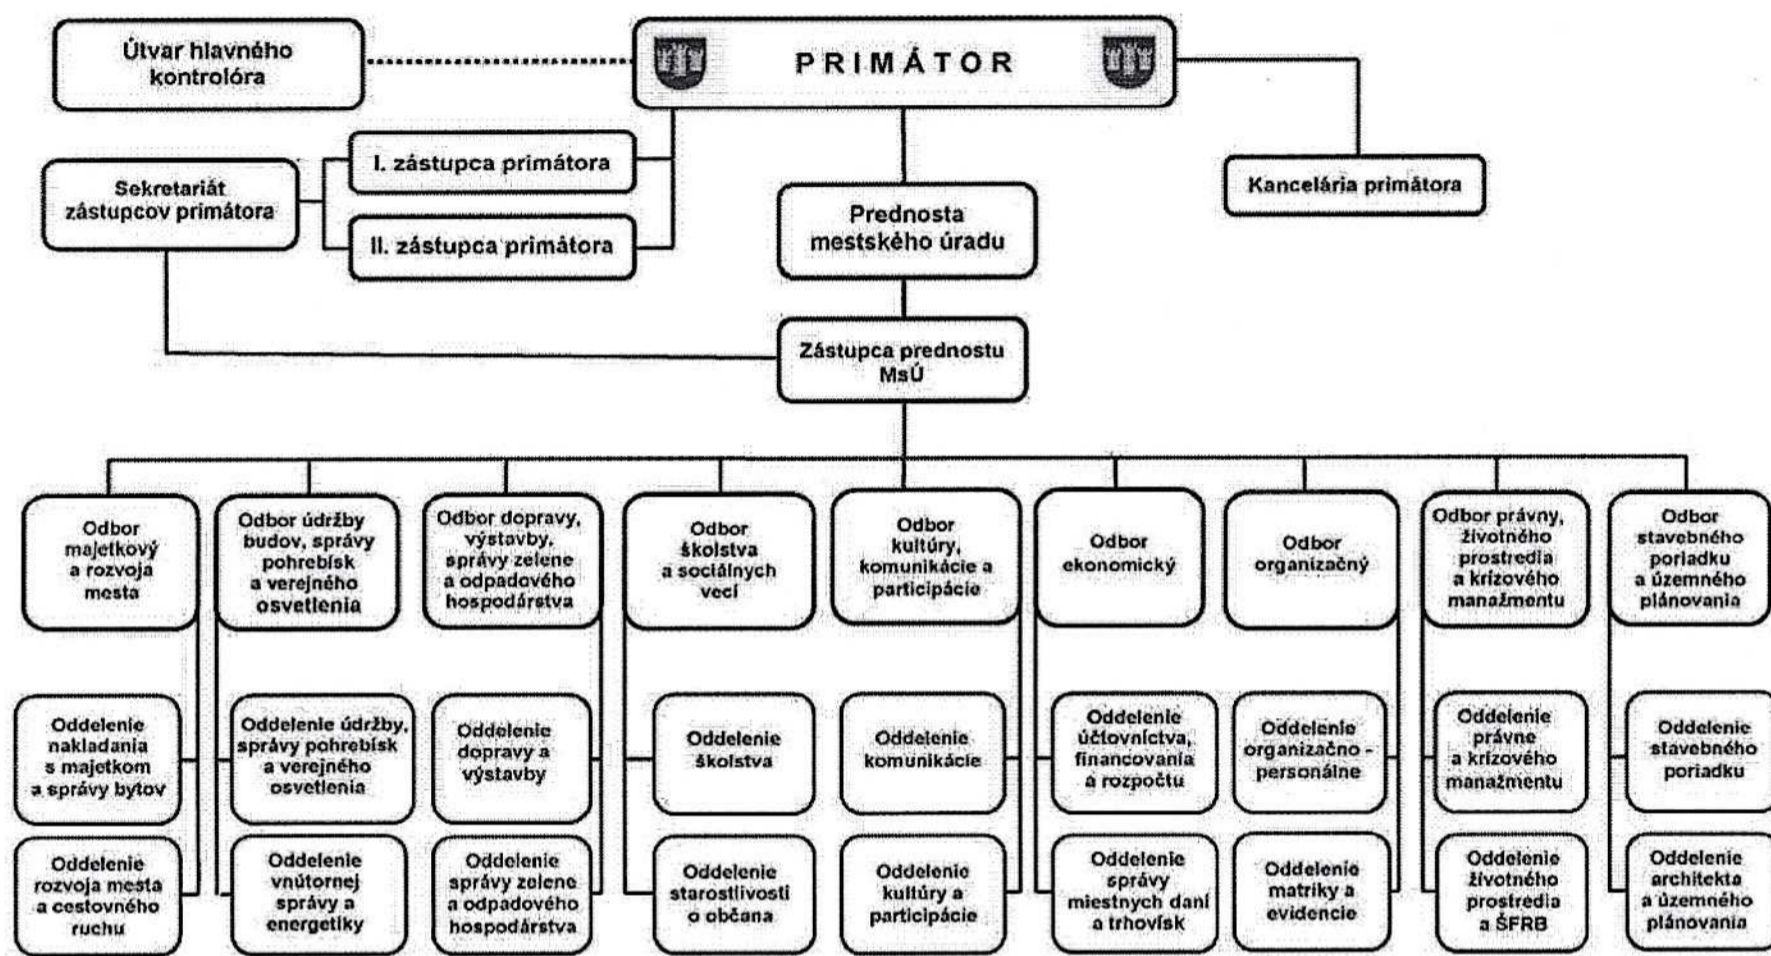 Útvar hlavného
kontrolóra
PRIMÁTOR
I. zástupca primátora
Sekretariát
zástupcov primátora
II. zástupca primátora
Kancelária primátora
Prednosta
mestského úradu
Zástupca prednostu
MsÚ
Odbor
majetkový
a rozvoja
mesta
Odbor údržby
budov, správy
pohrebísk
a verejného
osvetlenia
Odbor dopravy,
výstavby,
správy zelene
a odpadového
hospodárstva
Odbor
školstva
a sociálnych
vecí
Odbor
kultúry,
komunikácie a
participácie
Odbor
ekonomický
Odbor
organizačný
Odbor právny,
životného
prostredia
a krízového
manažmentu
Odbor
stavebného
poriadku
a územného
plánovania
Oddelenie
nakladania
s majetkom
a správy bytov
Oddelenie údržby,
správy pohrebísk
a verejného
osvetlenia
Oddelenie
dopravy a
výstavby
Oddelenie
školstva
Oddelenie
komunikácie
Oddelenie
účtovníctva,
financovania
a rozpočtu
Oddelenie
organizačno -
personálne
Oddelenie
právne
a krízového
manažmentu
Oddelenie
stavebného
poriadku
Oddelenie
rozvoja mesta
a cestovného
ruchu
Oddelenie
vnútornej
správy a
energetiky
Oddelenie
správy zelene
a odpadového
hospodárstva
Oddelenie
starostlivosti
o občana
Oddelenie
kultúry a
participácie
Oddelenie
správy
miestnych daní
a trhovísk
Oddelenie
matriky a
evidencie
Oddelenie
životného
prostredia
a ŠFRB
Oddelenie
architekta
a územného
plánovania